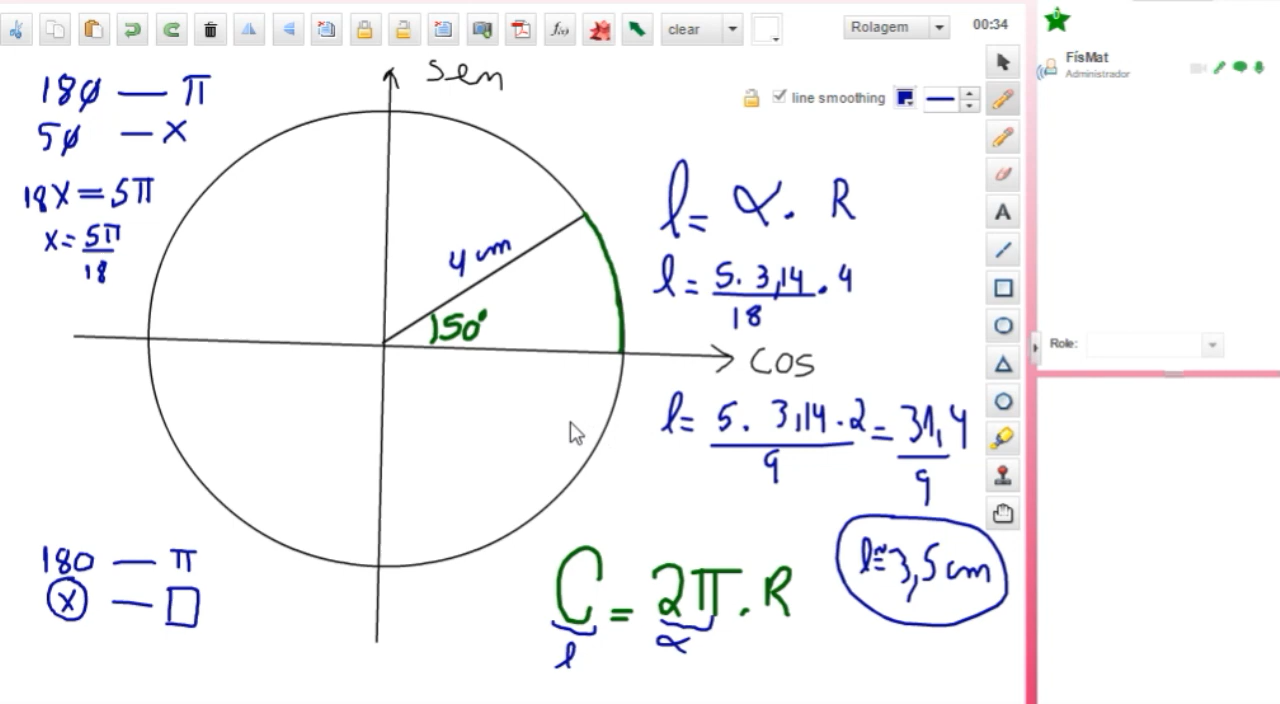 clear
Rolagem
00:34
FísMat
Administrador
line smoothing
Role:
f(x)
A
sen
180 — π
50 — x
18x = 5π
x = 5π/18
4 cm
50°
cos
l = α . R
l = 5. 3,14/18 . 4
l = 5. 3,14 . 2/9 = 31,4/9
l ≅ 3,5 cm
180 — π
x — □
C = 2π . R
l α